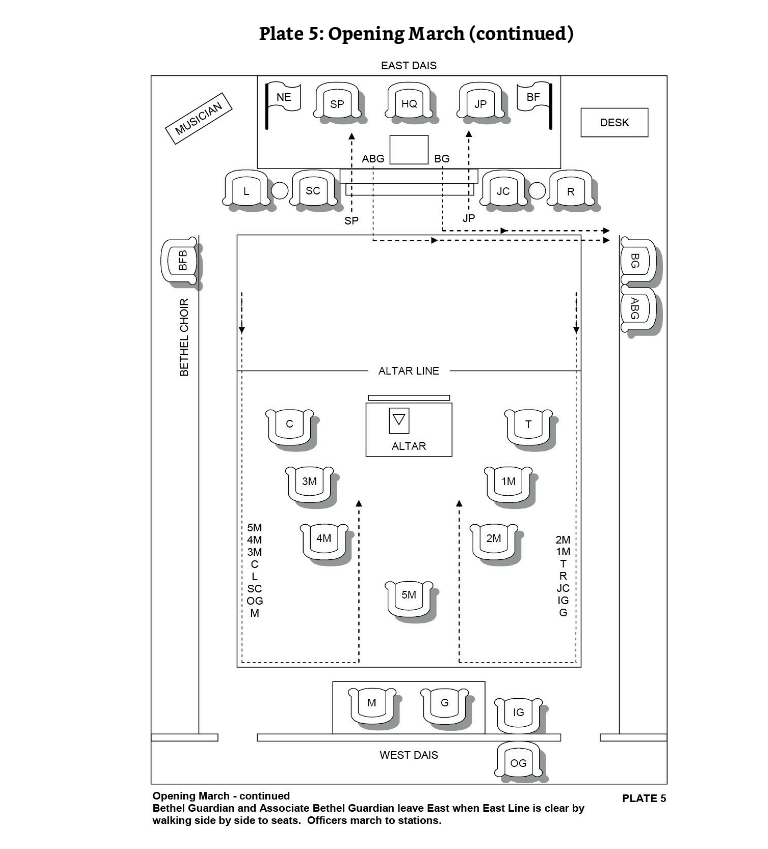 Plate 5: Opening March (continued)
EAST DAIS
MUSICIAN
NE
SP
HQ
JP
BF
DESK
ABG
BG
L
SC
JC
R
SP
JP
BFB
BG
ABG
BETHEL CHOIR
ALTAR LINE
C
ALTAR
T
3M
1M
4M
2M
5M
4M
3M
C
L
SC
OG
M
2M
1M
T
R
JC
IG
G
5M
M
G
IG
WEST DAIS
OG
Opening March - continued
PLATE 5
Bethel Guardian and Associate Bethel Guardian leave East when East Line is clear by
walking side by side to seats. Officers march to stations.